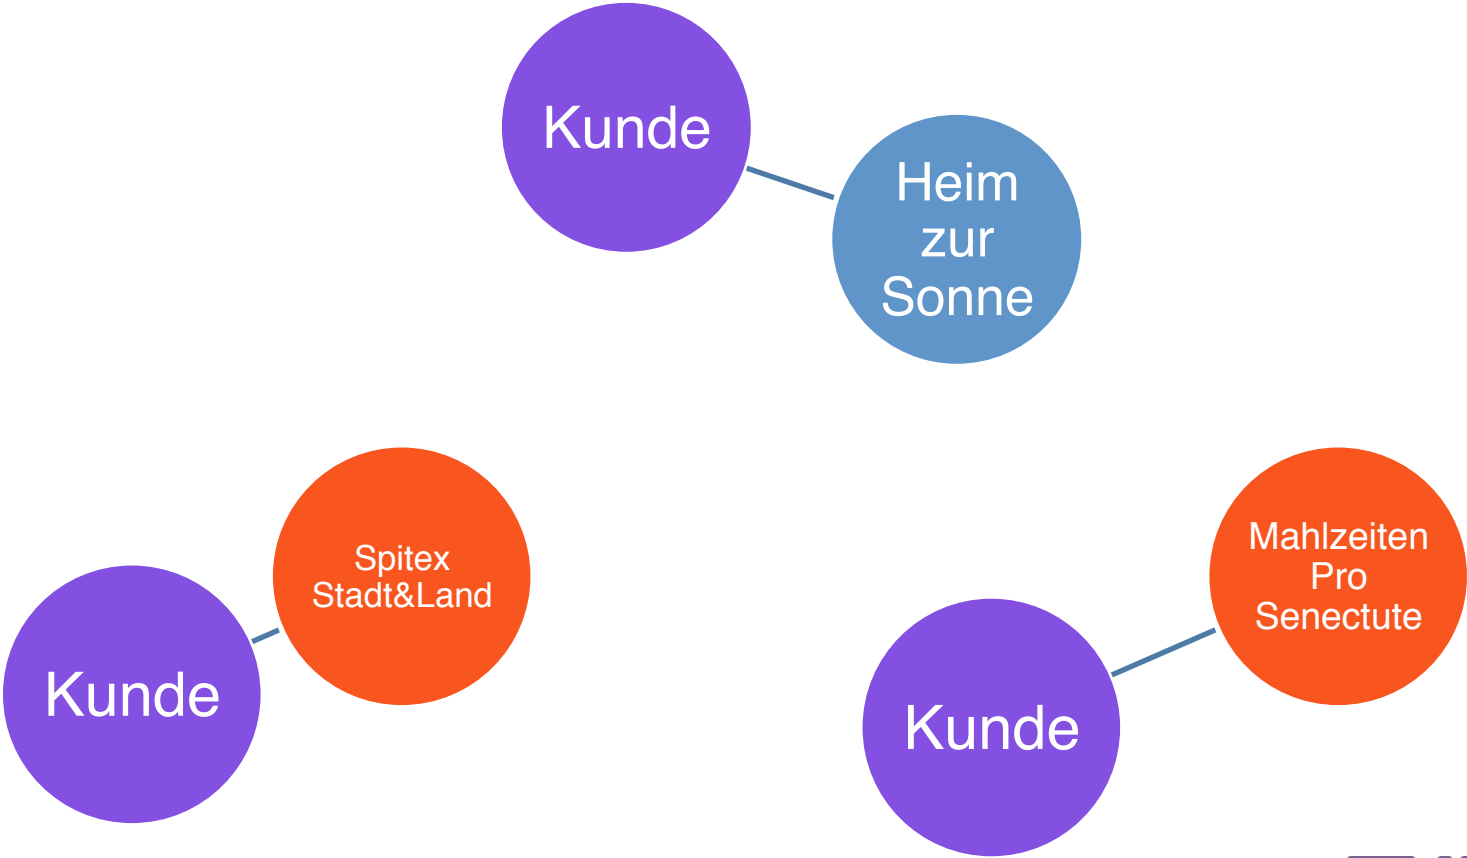 Kunde
Heim
zur
Sonne
Spitex
Stadt&Land
Kunde
Mahlzeiten
Pro
Senectute
Kunde